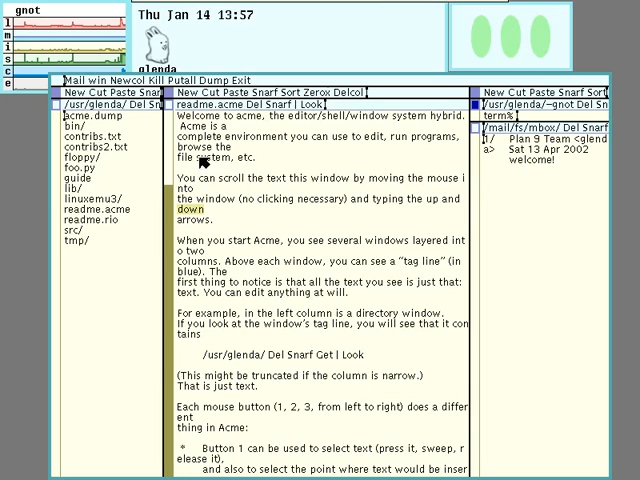 gnot
l
m
i
s
c
e
Thu Jan 14 13:57
glenda
Mail win Newcol Kill Putall Dump Exit
New Cut Paste Snar
/usr/glenda/ Del Sn
acme.dump
bin/
contribs.txt
contribs2.txt
floppy/
foo.py
guide
lib/
linuxemu3/
readme.acme
readme.rio
src/
tmp/
New Cut Paste Snarf Sort Zerox Delcol
readme.acme Del Snarf | Look
Welcome to acme, the editor/shell/window system hybrid.
Acme is a
complete environment you can use to edit, run programs,
browse the
file system, etc.
You can scroll the text this window by moving the mouse i
nto
the window (no clicking necessary) and typing the up and
down
arrows.
When you start Acme, you see several windows layered int
o two
columns. Above each window, you can see a “tag line” (in
blue). The
first thing to notice is that all the text you see is just that:
text. You can edit anything at will.
For example, in the left column is a directory window.
If you look at the window's tag line, you will see that it con
tains
/usr/glenda/ Del Snarf Get | Look
(This might be truncated if the column is narrow.)
That is just text.
Each mouse button (1, 2, 3, from left to right) does a differ
ent
thing in Acme:
* Button 1 can be used to select text (press it, sweep, r
elease it),
and also to select the point where text would be inser
New Cut Paste Snarf Sort
/usr/glenda/-gnot Del Sn
term%
/mail/fs/mbox/ Del Snarf
1/ Plan 9 Team <glend
a> Sat 13 Apr 2002
welcome!